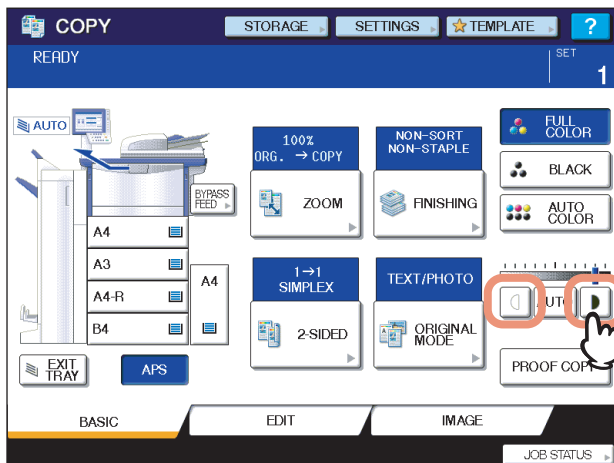 COPY
STORAGE
SETTINGS
TEMPLATE
?
READY
SET
1
AUTO
100%
ORG. → COPY
ZOOM
NON-SORT
NON-STAPLE
FINISHING
FULL
COLOR
BLACK
AUTO
COLOR
BYPASS
FEED
A4
A3
A4-R
B4
A4
1→1
SIMPLEX
2-SIDED
TEXT/PHOTO
ORIGINAL
MODE
AUTO
EXIT
TRAY
APS
PROOF COPY
BASIC
EDIT
IMAGE
JOB STATUS